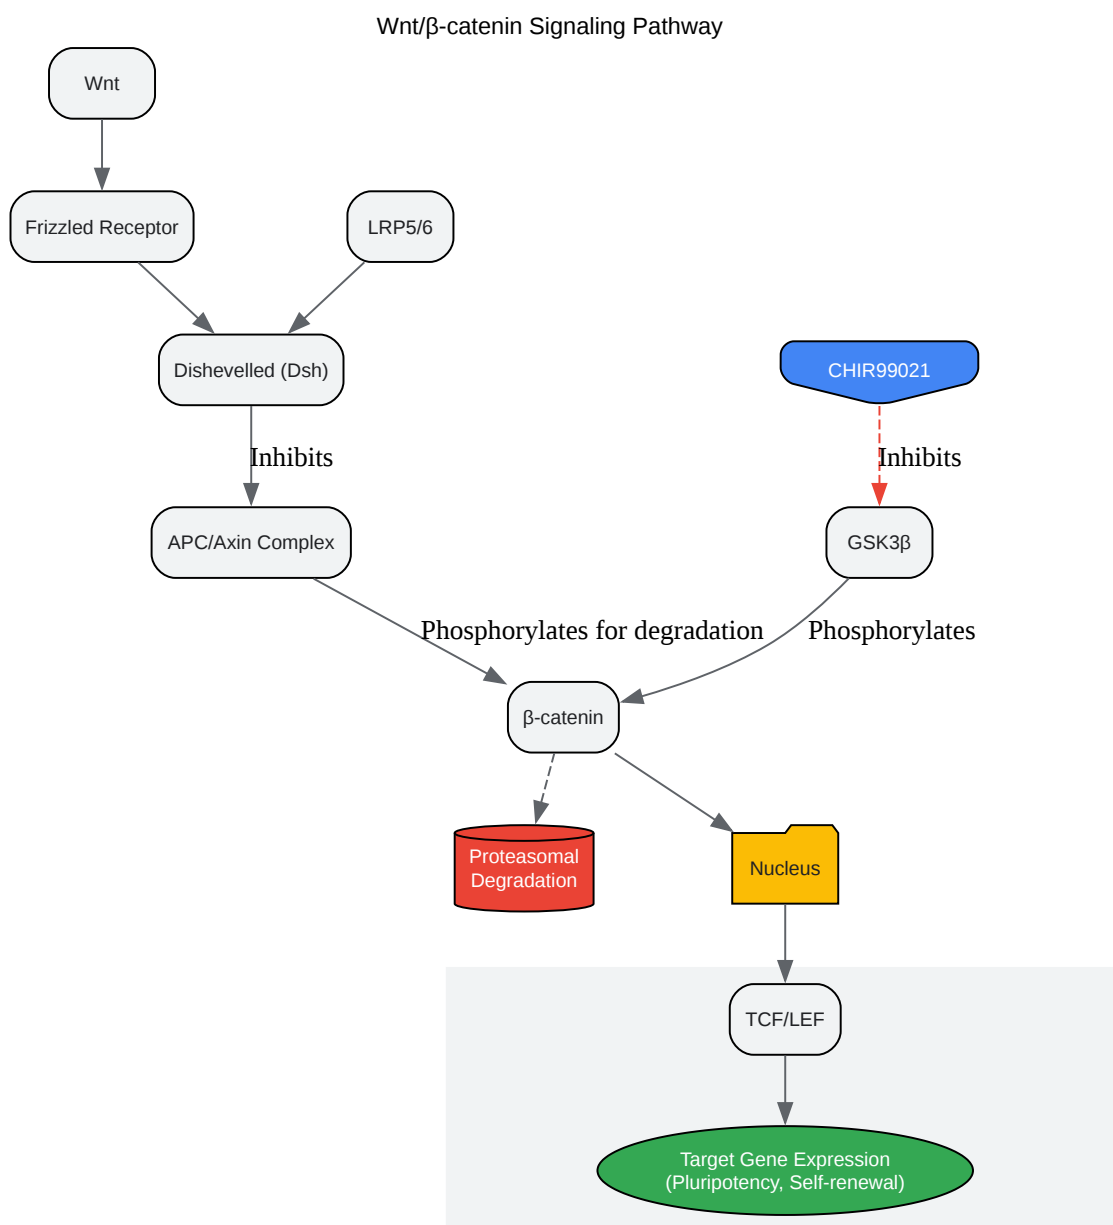 Wnt/β-catenin Signaling Pathway
Wnt
Frizzled Receptor
LRP5/6
Dishevelled (Dsh)
CHIR99021
Inhibits
Inhibits
APC/Axin Complex
GSK3β
Phosphorylates for degradation
Phosphorylates
β-catenin
Proteasomal
Degradation
Nucleus
TCF/LEF
Target Gene Expression
(Pluripotency, Self-renewal)